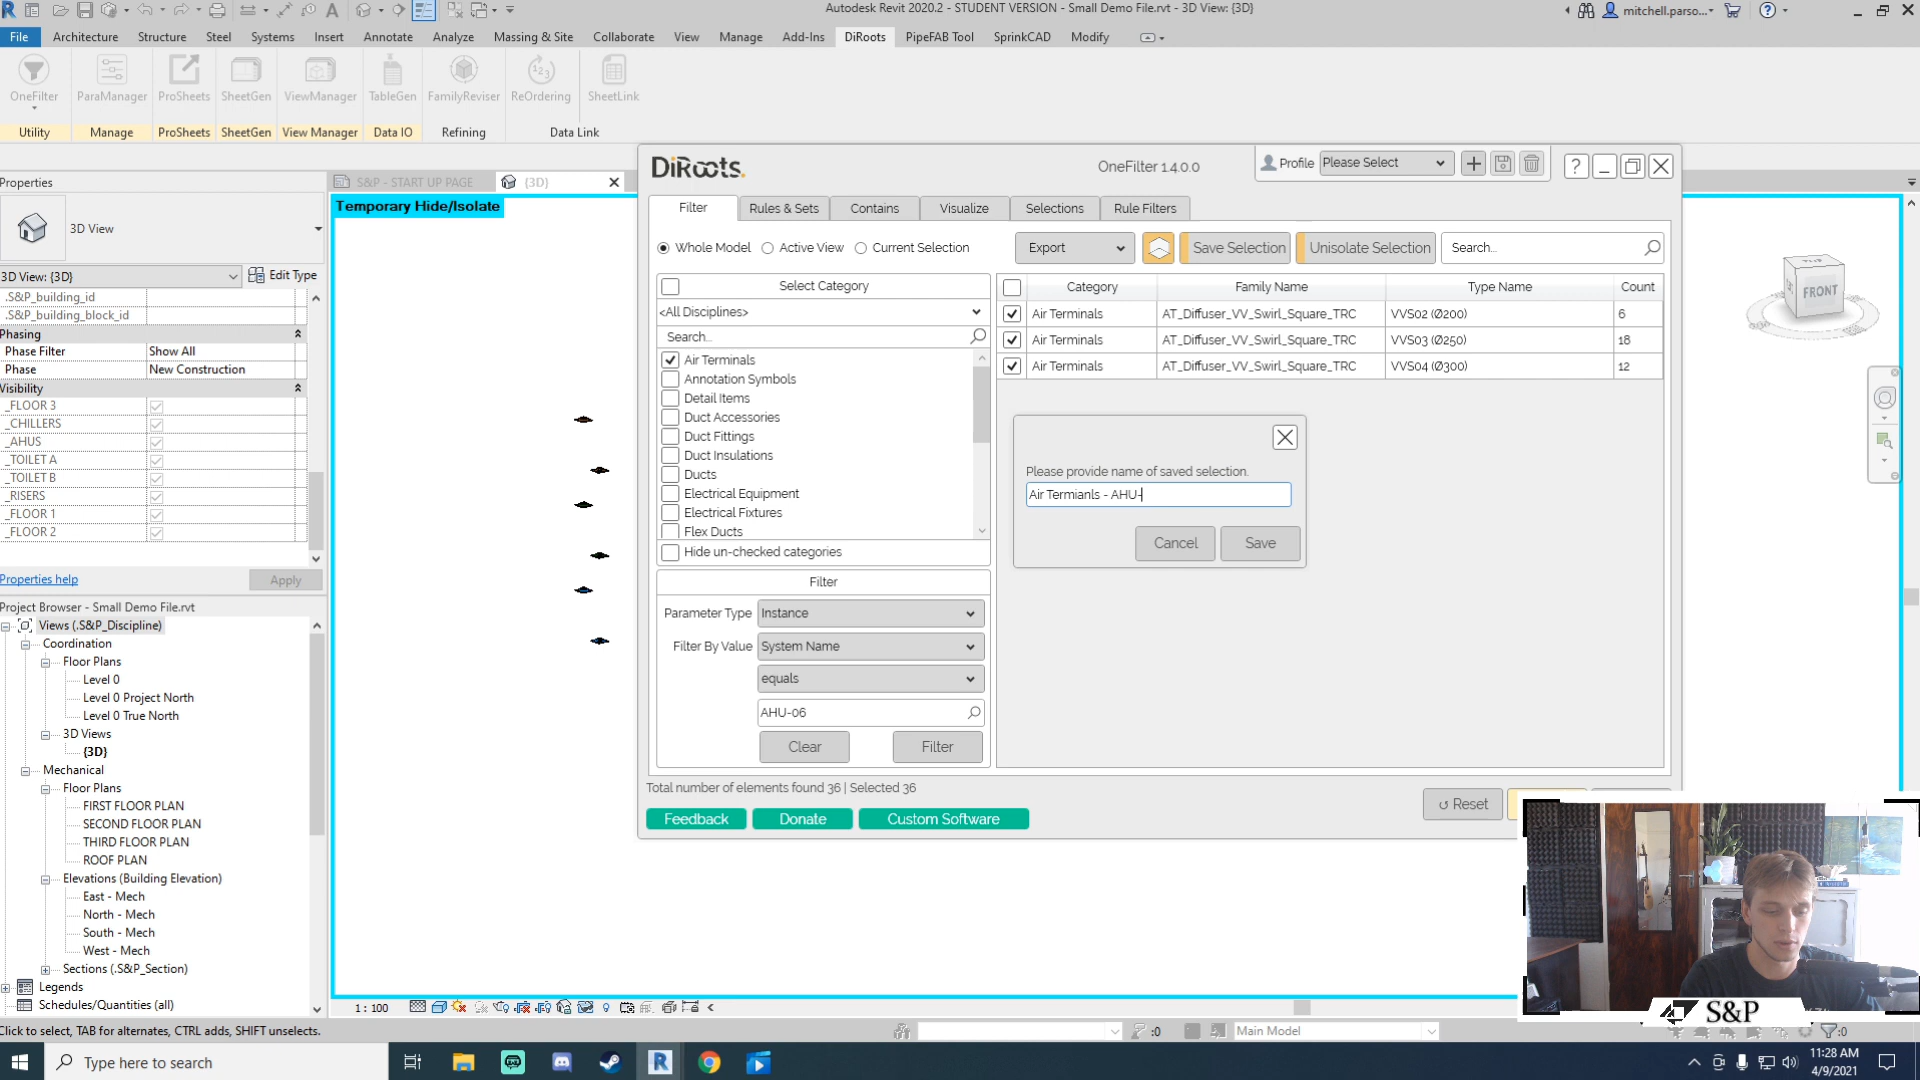 Autodesk Revit 2020.2 - STUDENT VERSION - Small Demo File.rvt - 3D View: {3D}
mitchell.parso...
File Architecture Structure Steel Systems Insert Annotate Analyze Massing & Site Collaborate View Manage Add-Ins DiRoots PipeFAB Tool SprinkCAD Modify
OneFilter ParaManager ProSheets SheetGen ViewManager TableGen FamilyReviser ReOrdering SheetLink
Utility Manage ProSheets SheetGen View Manager Data IO Refining Data Link
Properties
S&P - START UP PAGE {3D}
Temporary Hide/Isolate
3D View
3D View: {3D} Edit Type
.S&P_building_id
.S&P_building_block_id
Phasing
Phase Filter Show All
Phase New Construction
Visibility
_FLOOR 3
_CHILLERS
_AHUS
_TOILET A
_TOILET B
_RISERS
_FLOOR 1
_FLOOR 2
Properties help Apply
Project Browser - Small Demo File.rvt
Views (.S&P_Discipline)
Coordination
Floor Plans
Level 0
Level 0 Project North
Level 0 True North
3D Views
{3D}
Mechanical
Floor Plans
FIRST FLOOR PLAN
SECOND FLOOR PLAN
THIRD FLOOR PLAN
ROOF PLAN
Elevations (Building Elevation)
East - Mech
North - Mech
South - Mech
West - Mech
Sections (.S&P_Section)
Legends
Schedules/Quantities (all)
DiRoots.
OneFilter 1.4.0.0
Profile Please Select
Filter Rules & Sets Contains Visualize Selections Rule Filters
Whole Model Active View Current Selection Export Save Selection Unisolate Selection Search...
Select Category
<All Disciplines>
Search...
Air Terminals
Annotation Symbols
Detail Items
Duct Accessories
Duct Fittings
Duct Insulations
Ducts
Electrical Equipment
Electrical Fixtures
Flex Ducts
Hide un-checked categories
Category Family Name Type Name Count
Air Terminals AT_Diffuser_VV_Swirl_Square_TRC VVS02 (Ø200) 6
Air Terminals AT_Diffuser_VV_Swirl_Square_TRC VVS03 (Ø250) 18
Air Terminals AT_Diffuser_VV_Swirl_Square_TRC VVS04 (Ø300) 12
Please provide name of saved selection.
Air Termianls - AHU-
Cancel Save
Filter
Parameter Type Instance
Filter By Value System Name
equals
AHU-06
Clear Filter
Total number of elements found 36 | Selected 36
Feedback Donate Custom Software
Reset
FRONT
S&P
1 : 100
Click to select, TAB for alternates, CTRL adds, SHIFT unselects.
:0 Main Model :0
Type here to search
11:28 AM
4/9/2021